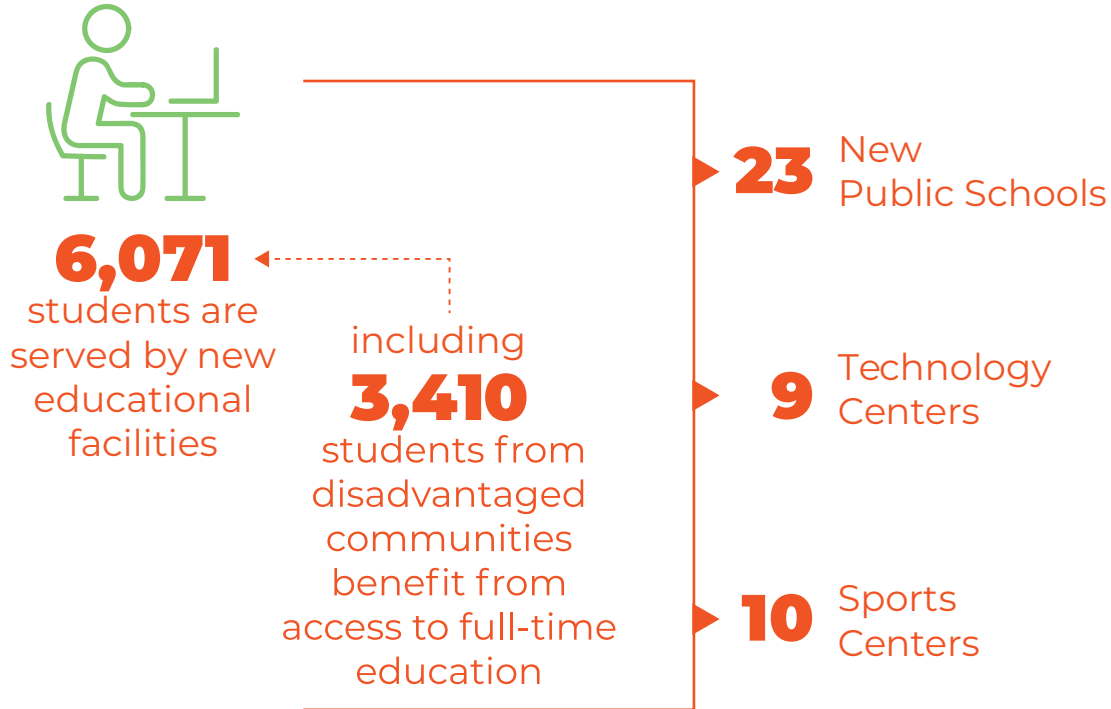 6,071
students are
served by new
educational
facilities
including
3,410
students from
disadvantaged
communities
benefit from
access to full-time
education
23
New
Public Schools
9
Technology
Centers
10
Sports
Centers